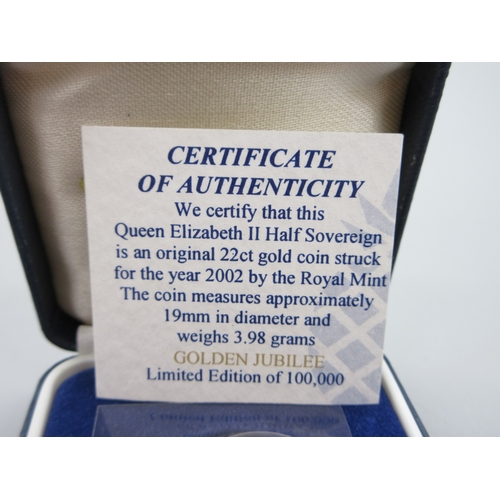 CERTIFICATE
OF AUTHENTICITY
We certify that this
Queen Elizabeth II Half Sovereign
is an original 22ct gold coin struck
for the year 2002 by the Royal Mint
The coin measures approximately
19mm in diameter and
weighs 3.98 grams
GOLDEN JUBILEE
Limited Edition of 100,000